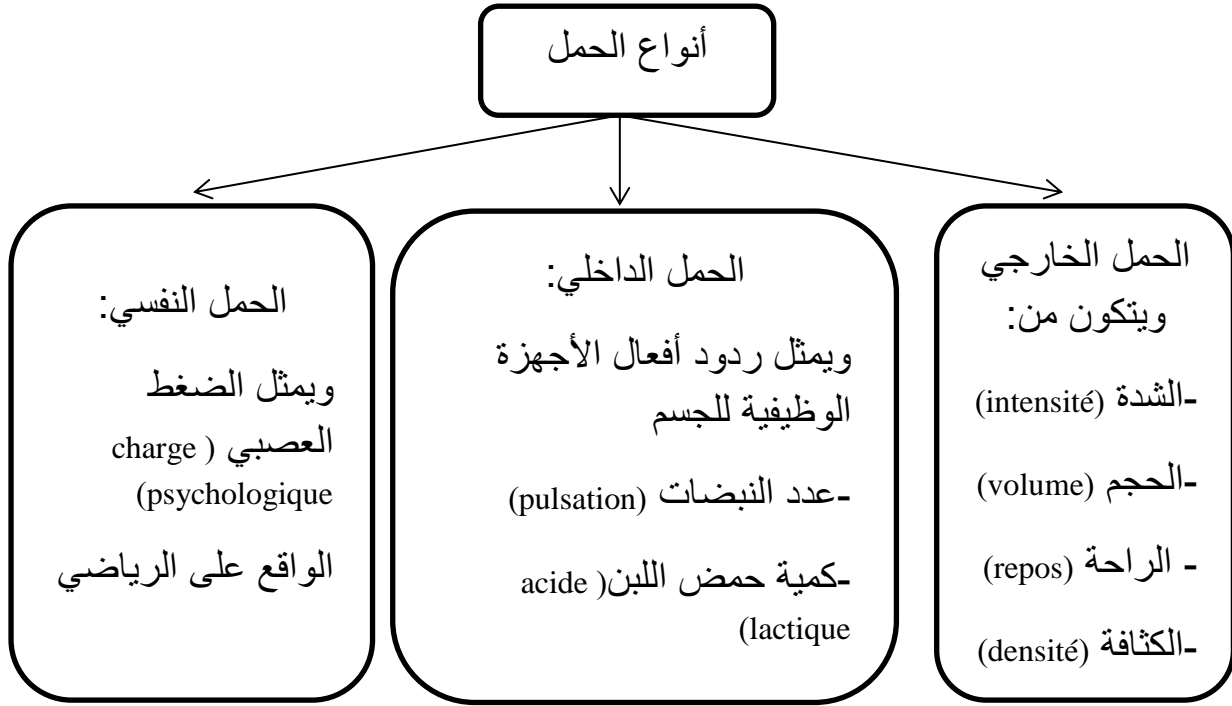 أنواع الحمل
الحمل الخارجي
ويتكون من:
-الشدة (intensité)
-الحجم (volume)
- الراحة (repos)
-الكثافة (densité)
الحمل الداخلي:
ويمثل ردود أفعال الأجهزة
الوظيفية للجسم
-عدد النبضات (pulsation)
-كمية حمض اللبن( acide
lactique)
الحمل النفسي:
ويمثل الضغط
العصبي ( charge
psychologique)
الواقع على الرياضي